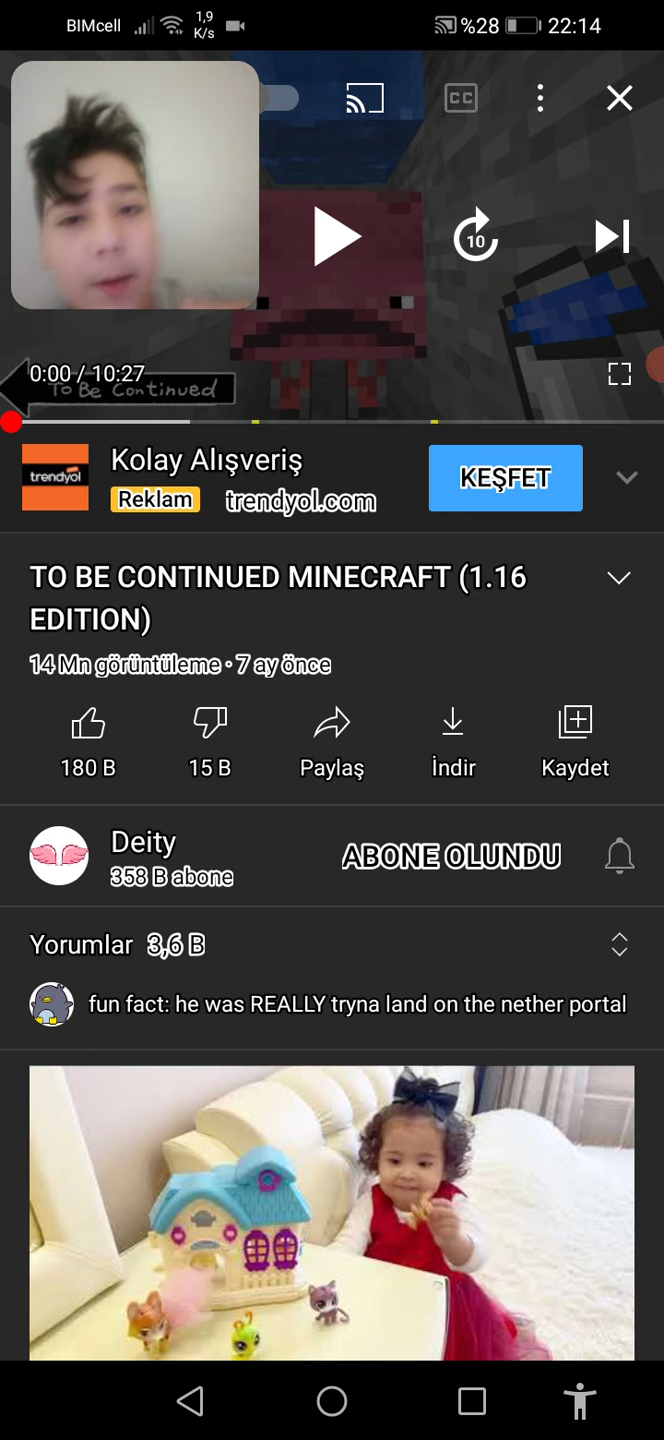 BIMcell
1,9
K/s
%28
22:14
CC
10
0:00 / 10:27
To Be Continued
trendyol
Kolay Alışveriş
Reklam trendyol.com
KEŞFET
TO BE CONTINUED MINECRAFT (1.16
EDITION)
14 Mn görüntüleme • 7 ay önce
180 B
15 B
Paylaş
İndir
Kaydet
Deity
358 B abone
ABONE OLUNDU
Yorumlar 3,6 B
fun fact: he was REALLY tryna land on the nether portal